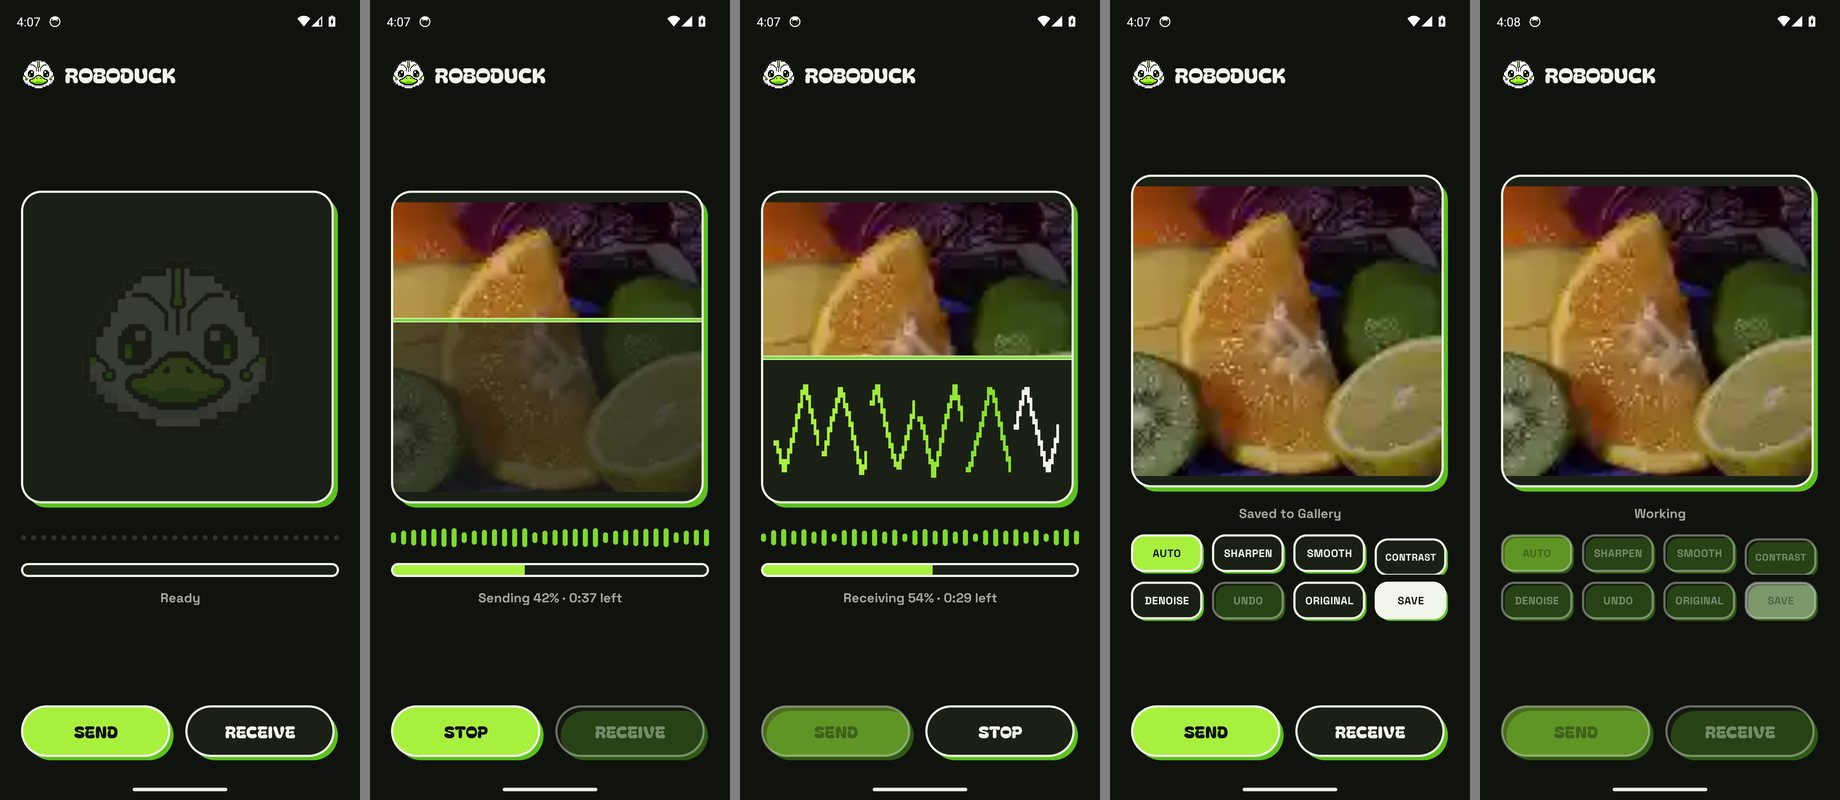 4:07
ROBODUCK
Ready
SEND
RECEIVE
4:07
ROBODUCK
Sending 42% · 0:37 left
STOP
RECEIVE
4:07
ROBODUCK
Receiving 54% · 0:29 left
SEND
STOP
4:07
ROBODUCK
Saved to Gallery
AUTO SHARPEN SMOOTH CONTRAST
DENOISE UNDO ORIGINAL SAVE
SEND
RECEIVE
4:08
ROBODUCK
Working
AUTO SHARPEN SMOOTH CONTRAST
DENOISE UNDO ORIGINAL SAVE
SEND
RECEIVE